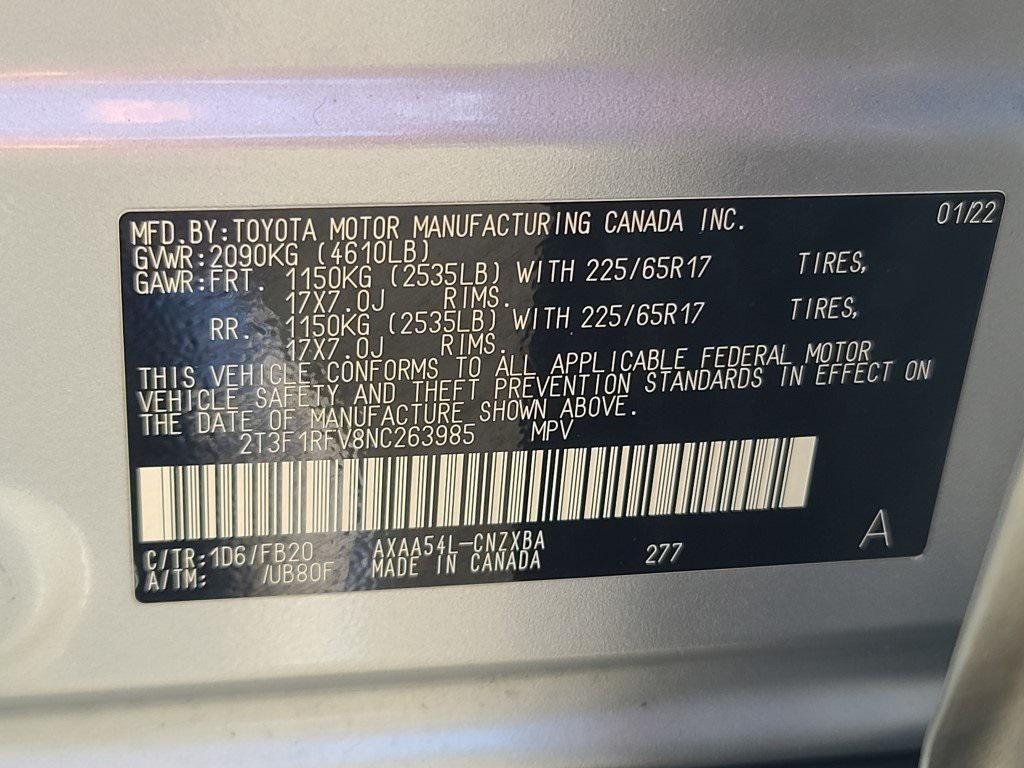 MFD.BY:TOYOTA MOTOR MANUFACTURING CANADA INC. 01/22
GVWR:2090KG (4610LB)
GAWR:FRT. 1150KG (2535LB) WITH 225/65R17 TIRES,
17X7.0J RIMS.
RR. 1150KG (2535LB) WITH 225/65R17 TIRES,
17X7.0J RIMS.
THIS VEHICLE CONFORMS TO ALL APPLICABLE FEDERAL MOTOR
VEHICLE SAFETY AND THEFT PREVENTION STANDARDS IN EFFECT ON
THE DATE OF MANUFACTURE SHOWN ABOVE.
2T3F1RFV8NC263985 MPV
C/TR:1D6/FB20 AXAA54L-CNZXBA 277 A
A/TM: /UB80F MADE IN CANADA